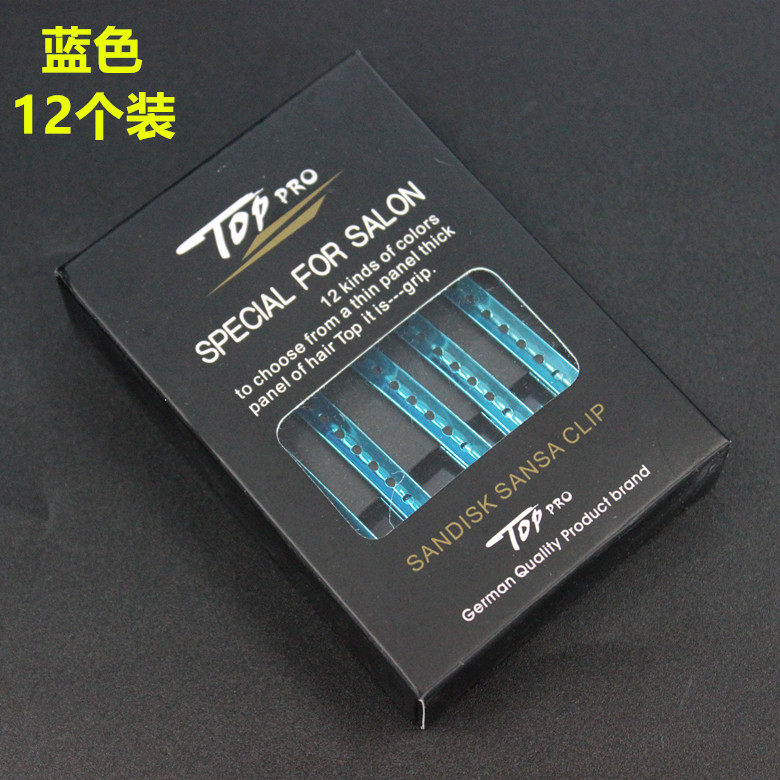 蓝色
12个装
TOP PRO
SPECIAL FOR SALON
12 kinds of colors
to choose from a thin panel thick
panel of hair Top it is---grip.
SANDISK SANSA CLIP
TOP PRO
German Quality Product brand